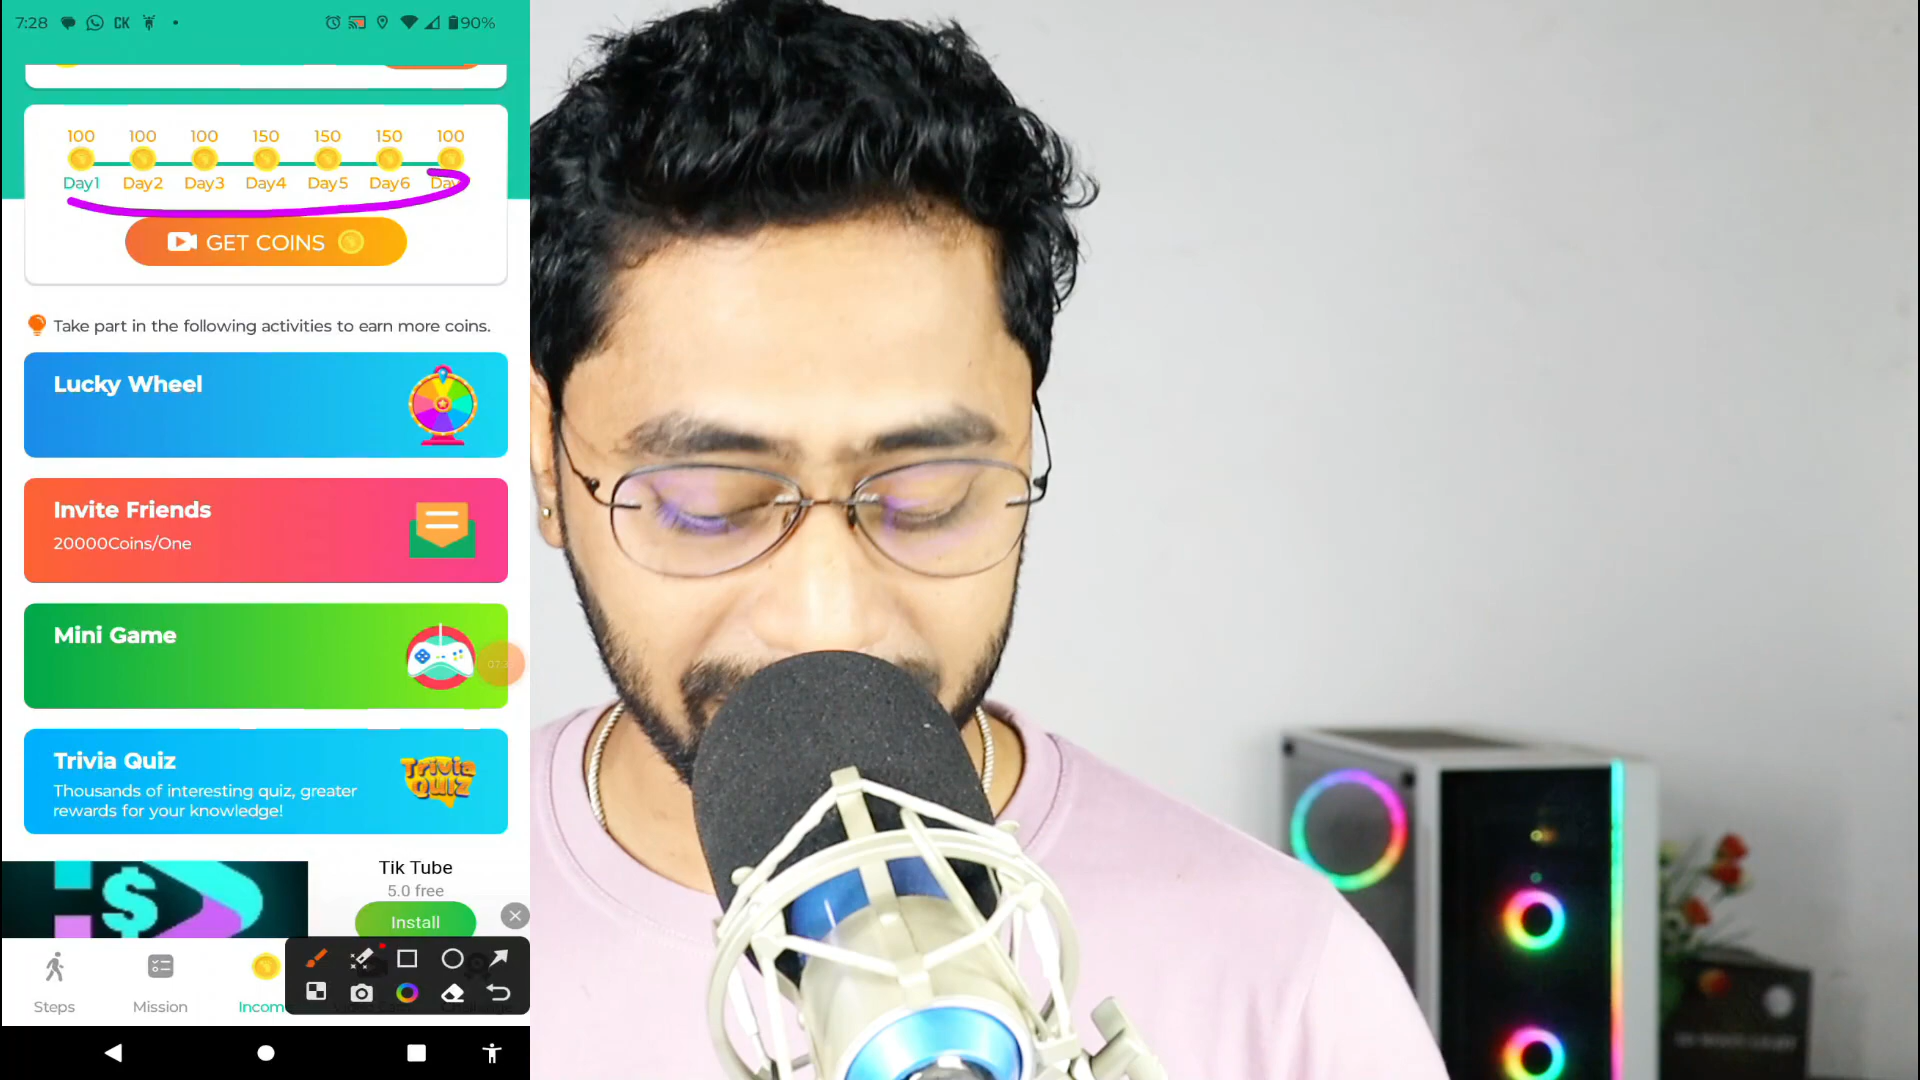 7:28 CK 90%
100 100 100 150 150 150 100
Day1 Day2 Day3 Day4 Day5 Day6
GET COINS
Take part in the following activities to earn more coins.
Lucky Wheel
Invite Friends
20000Coins/One
Mini Game
Trivia Quiz
Thousands of interesting quiz, greater
rewards for your knowledge!
Trivia
QUIZ
Tik Tube
5.0 free
Install
Steps Mission Incom